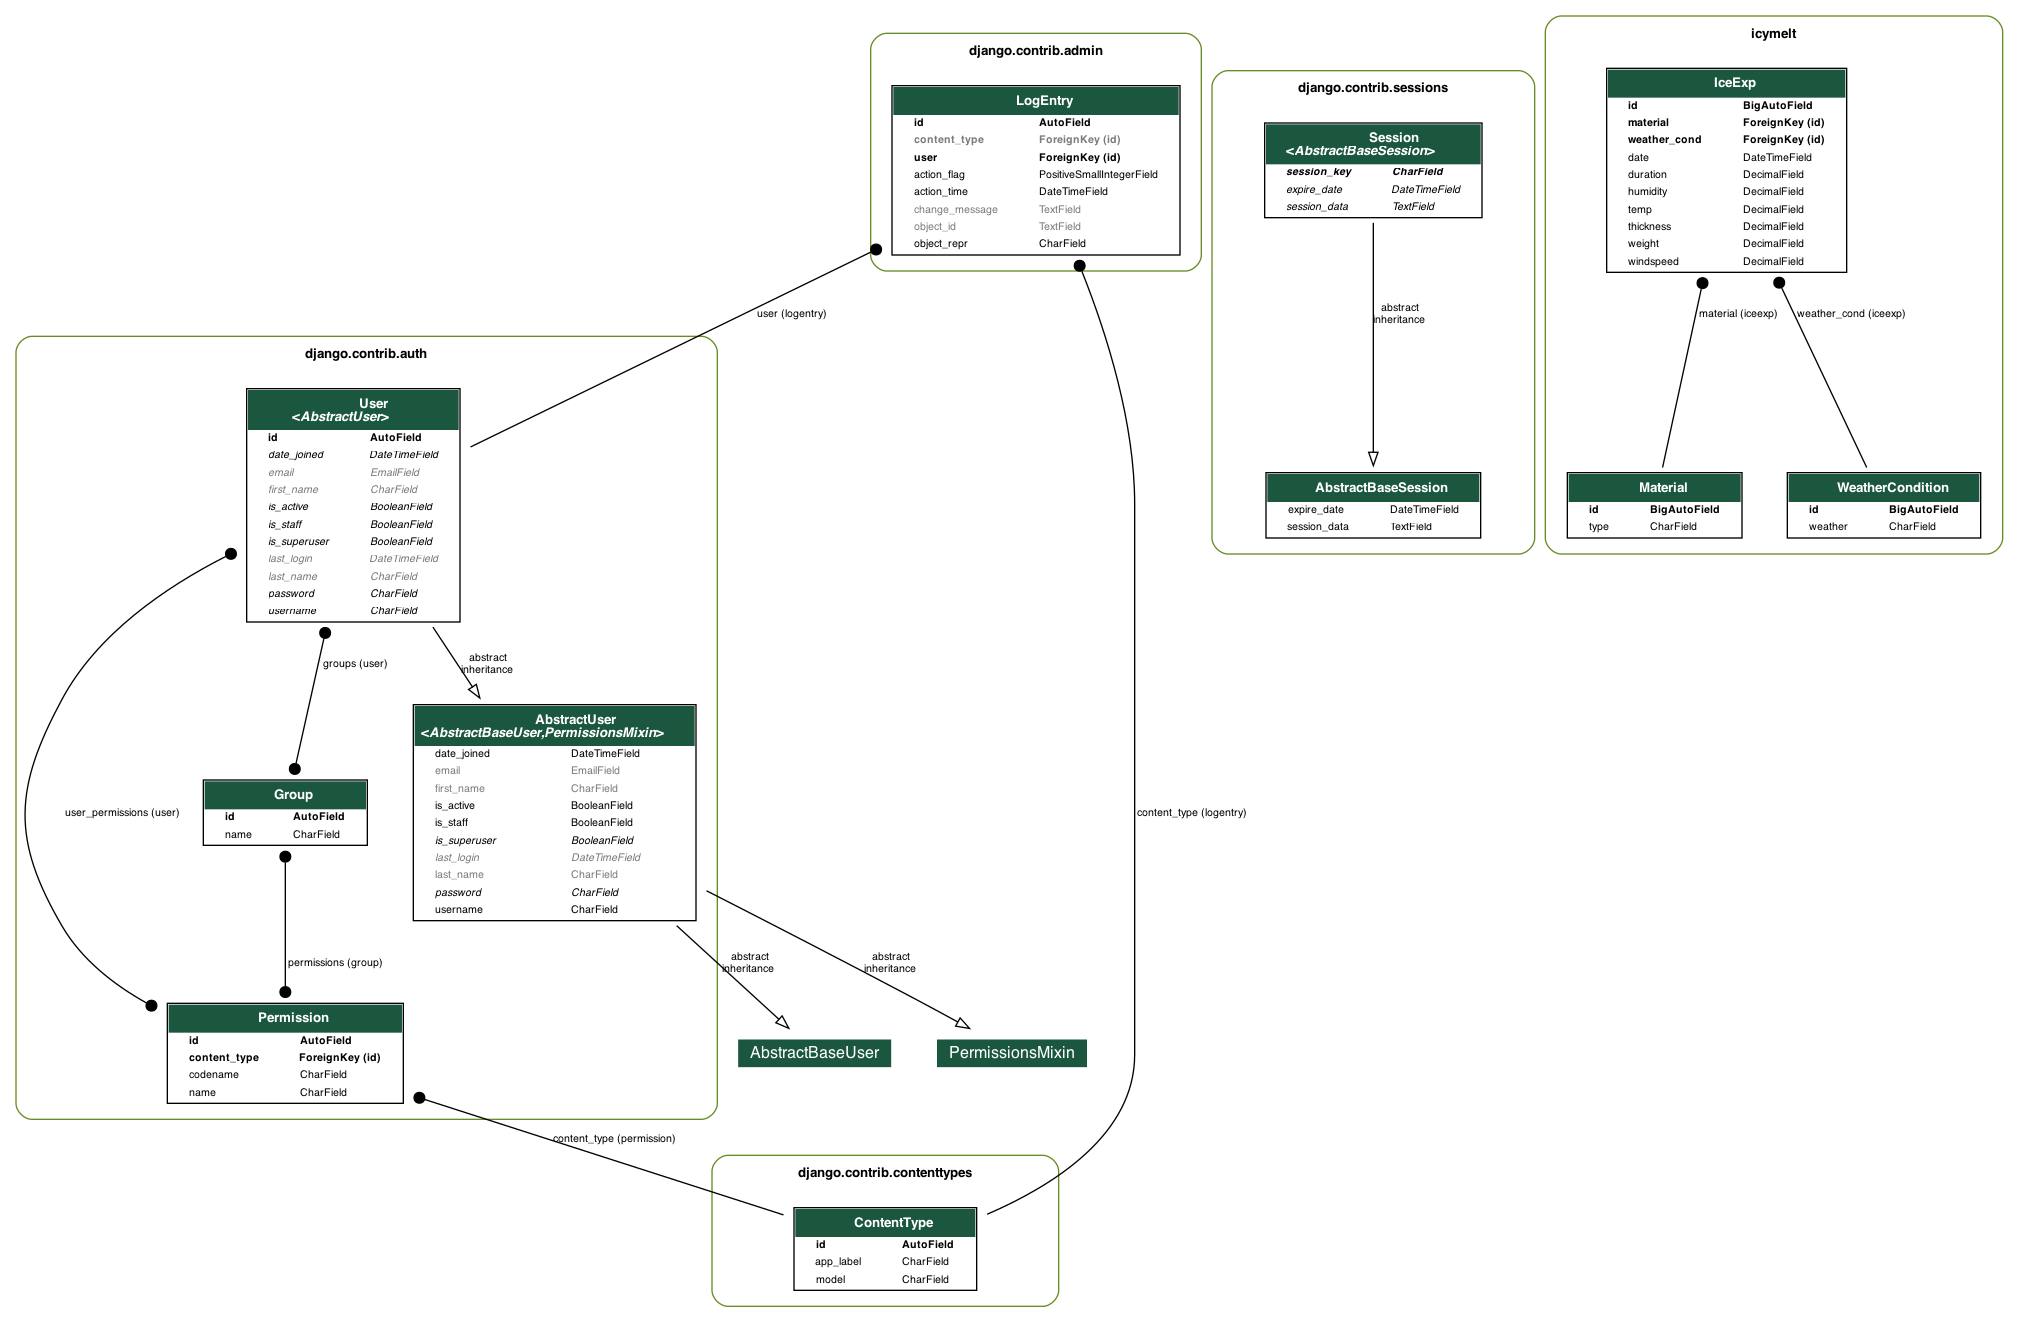 django.contrib.admin
LogEntry
id AutoField
content_type ForeignKey (id)
user ForeignKey (id)
action_flag PositiveSmallIntegerField
action_time DateTimeField
change_message TextField
object_id TextField
object_repr CharField
django.contrib.sessions
Session
<AbstractBaseSession>
session_key CharField
expire_date DateTimeField
session_data TextField
abstract
inheritance
AbstractBaseSession
expire_date DateTimeField
session_data TextField
icymelt
IceExp
id BigAutoField
material ForeignKey (id)
weather_cond ForeignKey (id)
date DateTimeField
duration DecimalField
humidity DecimalField
temp DecimalField
thickness DecimalField
weight DecimalField
windspeed DecimalField
material (iceexp)
weather_cond (iceexp)
Material
id BigAutoField
type CharField
WeatherCondition
id BigAutoField
weather CharField
user (logentry)
django.contrib.auth
User
<AbstractUser>
id AutoField
date_joined DateTimeField
email EmailField
first_name CharField
is_active BooleanField
is_staff BooleanField
is_superuser BooleanField
last_login DateTimeField
last_name CharField
password CharField
username CharField
groups (user)
abstract
inheritance
AbstractUser
<AbstractBaseUser,PermissionsMixin>
date_joined DateTimeField
email EmailField
first_name CharField
is_active BooleanField
is_staff BooleanField
is_superuser BooleanField
last_login DateTimeField
last_name CharField
password CharField
username CharField
Group
id AutoField
name CharField
user_permissions (user)
content_type (logentry)
permissions (group)
abstract
inheritance
abstract
inheritance
Permission
id AutoField
content_type ForeignKey (id)
codename CharField
name CharField
AbstractBaseUser
PermissionsMixin
content_type (permission)
django.contrib.contenttypes
ContentType
id AutoField
app_label CharField
model CharField